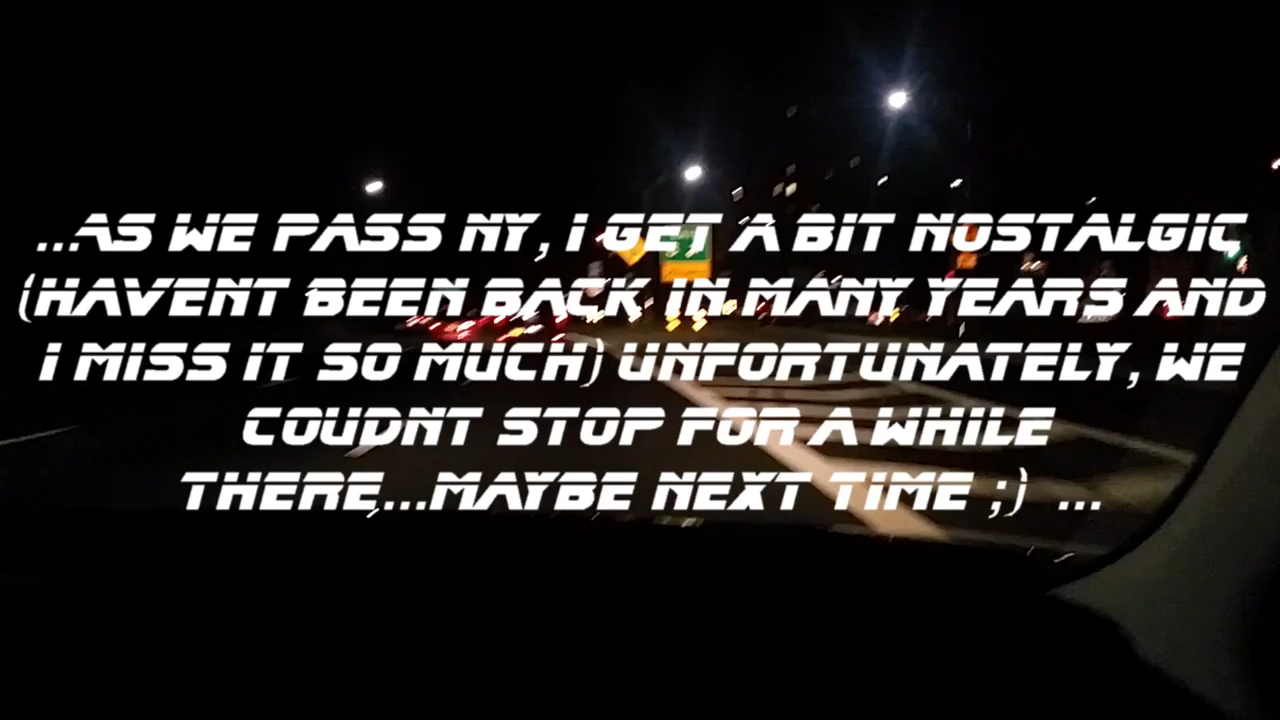 ...AS WE PASS NY, I GET A BIT NOSTALGIC
(HAVENT BEEN BACK IN MANY YEARS AND
I MISS IT SO MUCH) UNFORTUNATELY, WE
COUDNT STOP FOR A WHILE
THERE...MAYBE NEXT TIME ;) ...